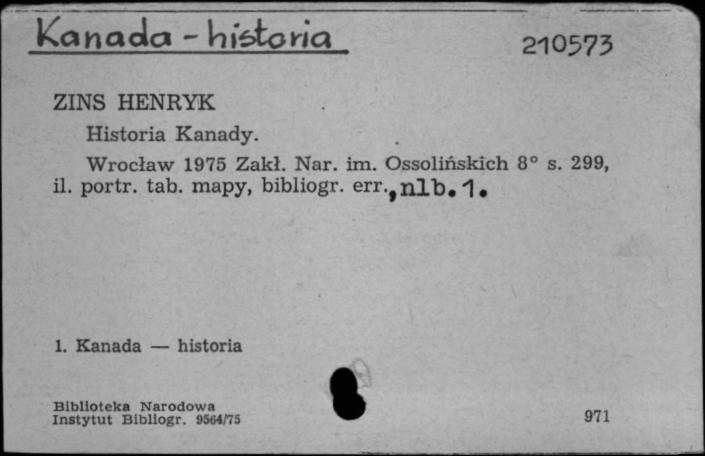 Kanada - historia
210573
ZINS HENRYK
Historia Kanady.
Wrocław 1975 Zakł. Nar. im. Ossolińskich 8° s. 299,
il. portr. tab. mapy, bibliogr. err., nlb. 1.
1. Kanada — historia
Biblioteka Narodowa
Instytut Bibliogr. 9564/75
971